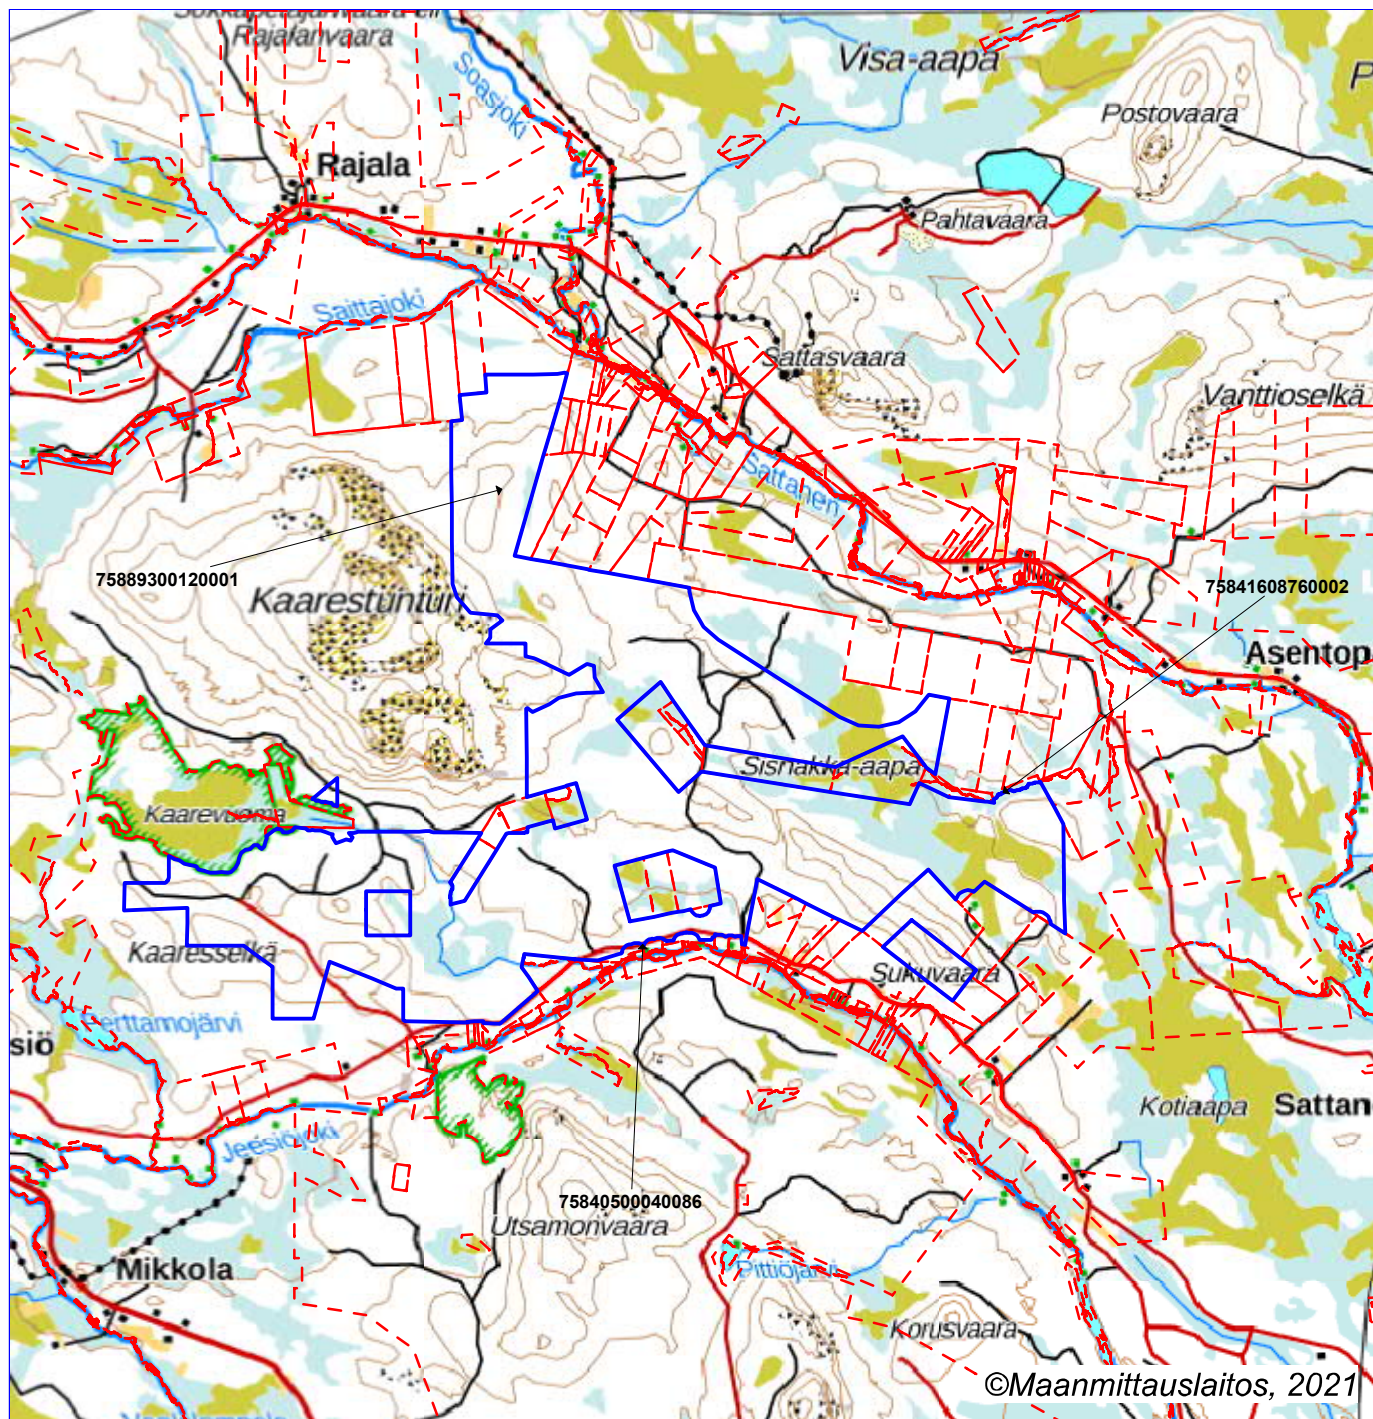 Rajalanvaara
Visa-aapa
Soasjoki
Postovaara
Rajala
Pahtavaara
Saittajoki
Sattasvaara
Vanttioselkä
Sattanen
75889300120001
Kaarestunturi
75841608760002
Asentop
Sisnakka-aapa
Kaarevuoma
Kaaresselkä
Sukuvaara
Perttamojärvi
siö
Kotiaapa
Sattan
Jeesiöjoki
75840500040086
Utsamonvaara
Mikkola
Pittiöjärvi
Korusvaara
©Maanmittauslaitos, 2021